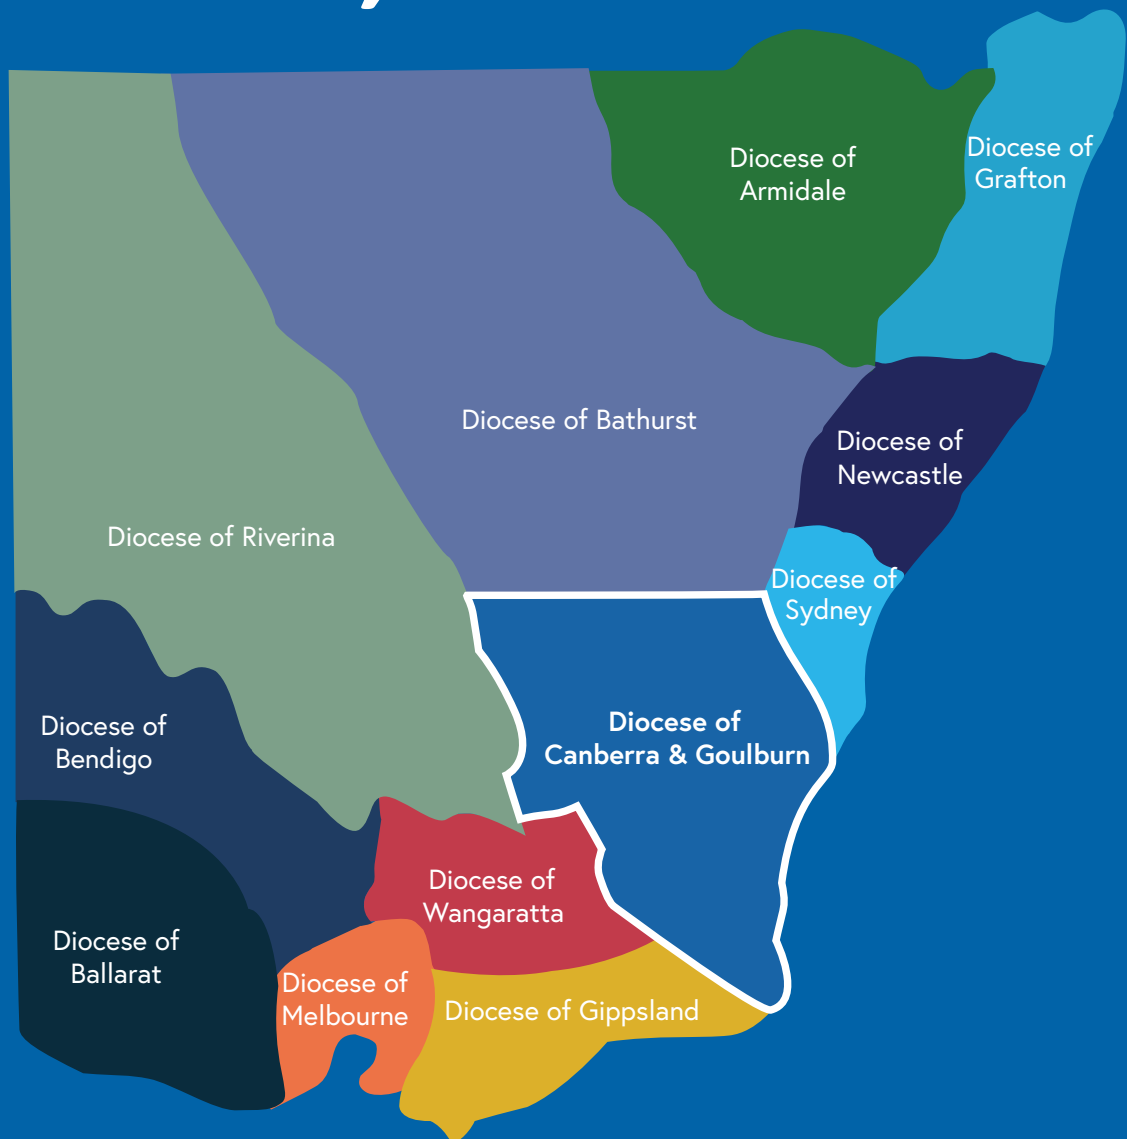 Diocese of
Armidale
Diocese of
Grafton
Diocese of Bathurst
Diocese of
Newcastle
Diocese of Riverina
Diocese of
Sydney
Diocese of
Bendigo
Diocese of
Canberra & Goulburn
Diocese of
Wangaratta
Diocese of
Ballarat
Diocese of
Melbourne
Diocese of Gippsland